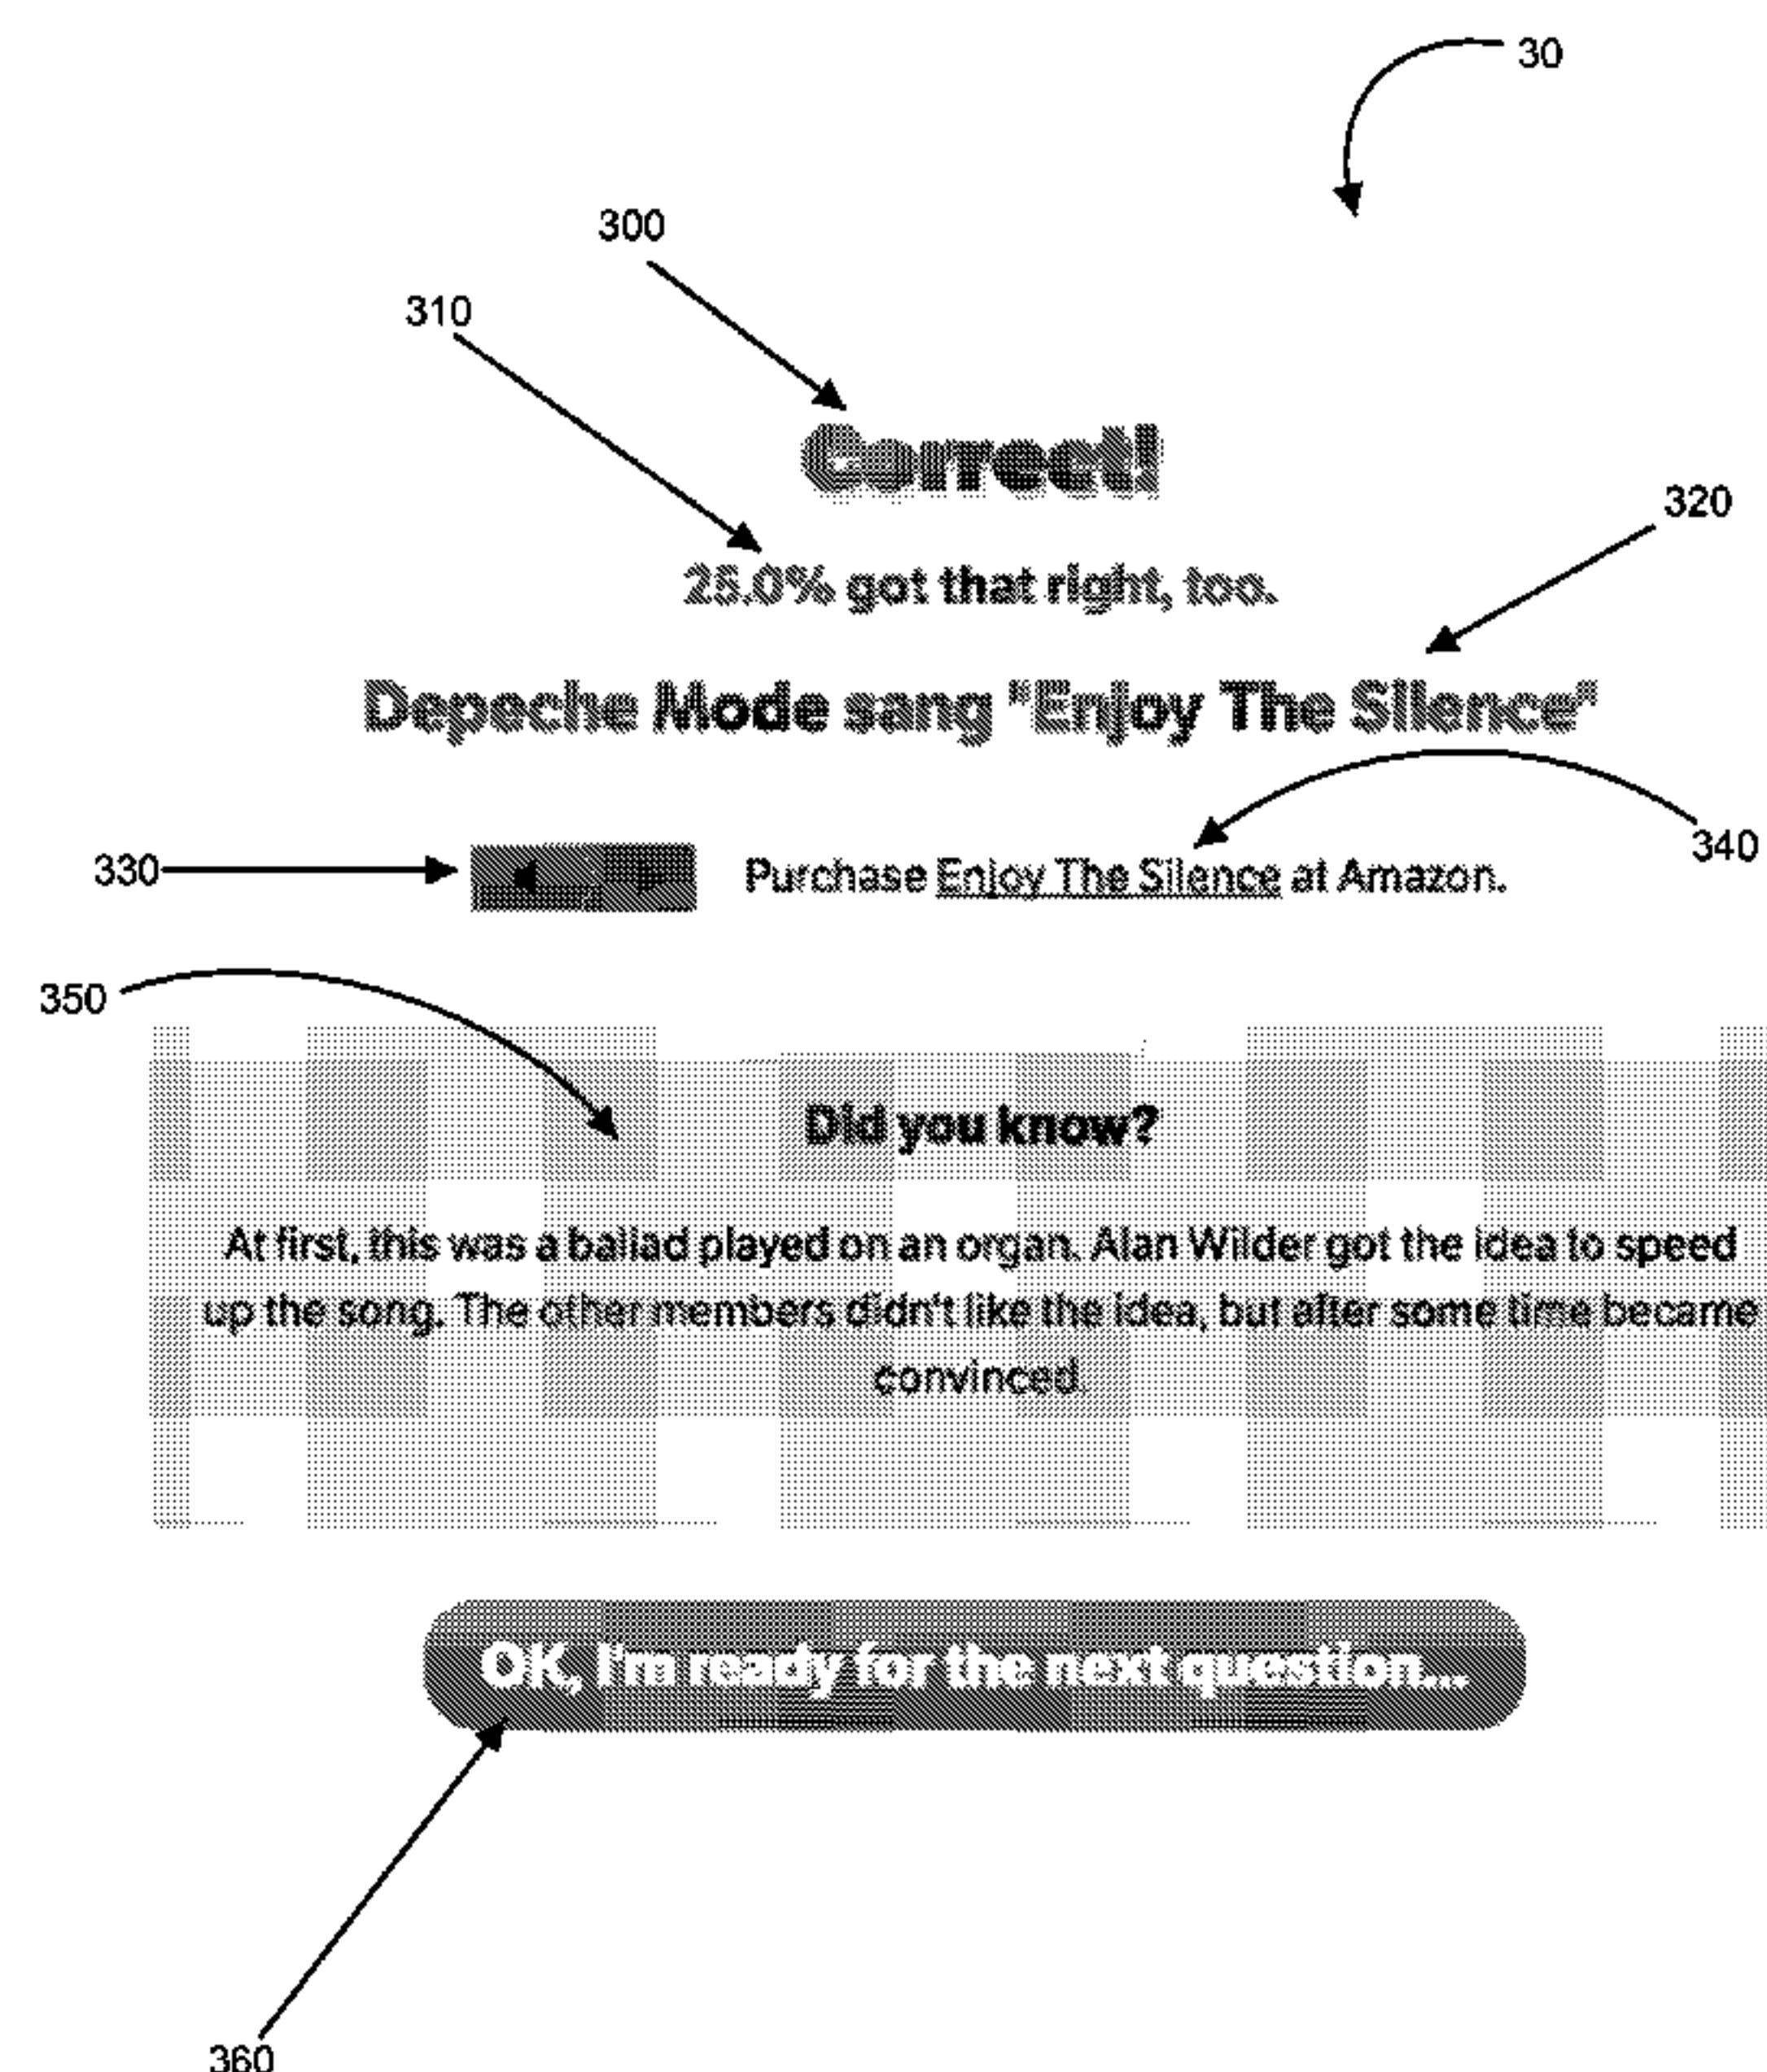 30
300
310
Correct!
320
25.0% got that right, too.
Depeche Mode sang "Enjoy The Silence"
330
Purchase Enjoy The Silence at Amazon.
340
350
Did you know?
At first, this was a ballad played on an organ. Alan Wilder got the idea to speed
up the song. The other members didn't like the idea, but after some time became
convinced.
OK, I'm ready for the next question...
360